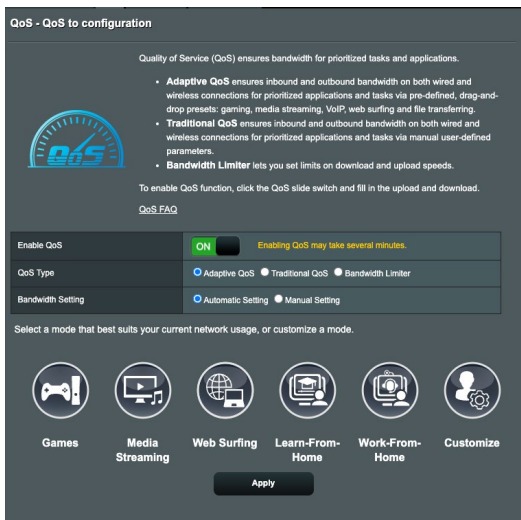 QoS - QoS to configuration
Quality of Service (QoS) ensures bandwidth for prioritized tasks and applications.
• Adaptive QoS ensures inbound and outbound bandwidth on both wired and
wireless connections for prioritized applications and tasks via pre-defined, drag-and-
drop presets: gaming, media streaming, VoIP, web surfing and file transferring.
• Traditional QoS ensures inbound and outbound bandwidth on both wired and
wireless connections for prioritized applications and tasks via manual user-defined
parameters.
• Bandwidth Limiter lets you set limits on download and upload speeds.
QoS
To enable QoS function, click the QoS slide switch and fill in the upload and download.
QoS FAQ
Enable QoS ON Enabling QoS may take several minutes.
QoS Type Adaptive QoS Traditional QoS Bandwidth Limiter
Bandwidth Setting Automatic Setting Manual Setting
Select a mode that best suits your current network usage, or customize a mode.
Games Media Streaming Web Surfing Learn-From-Home Work-From-Home Customize
Apply